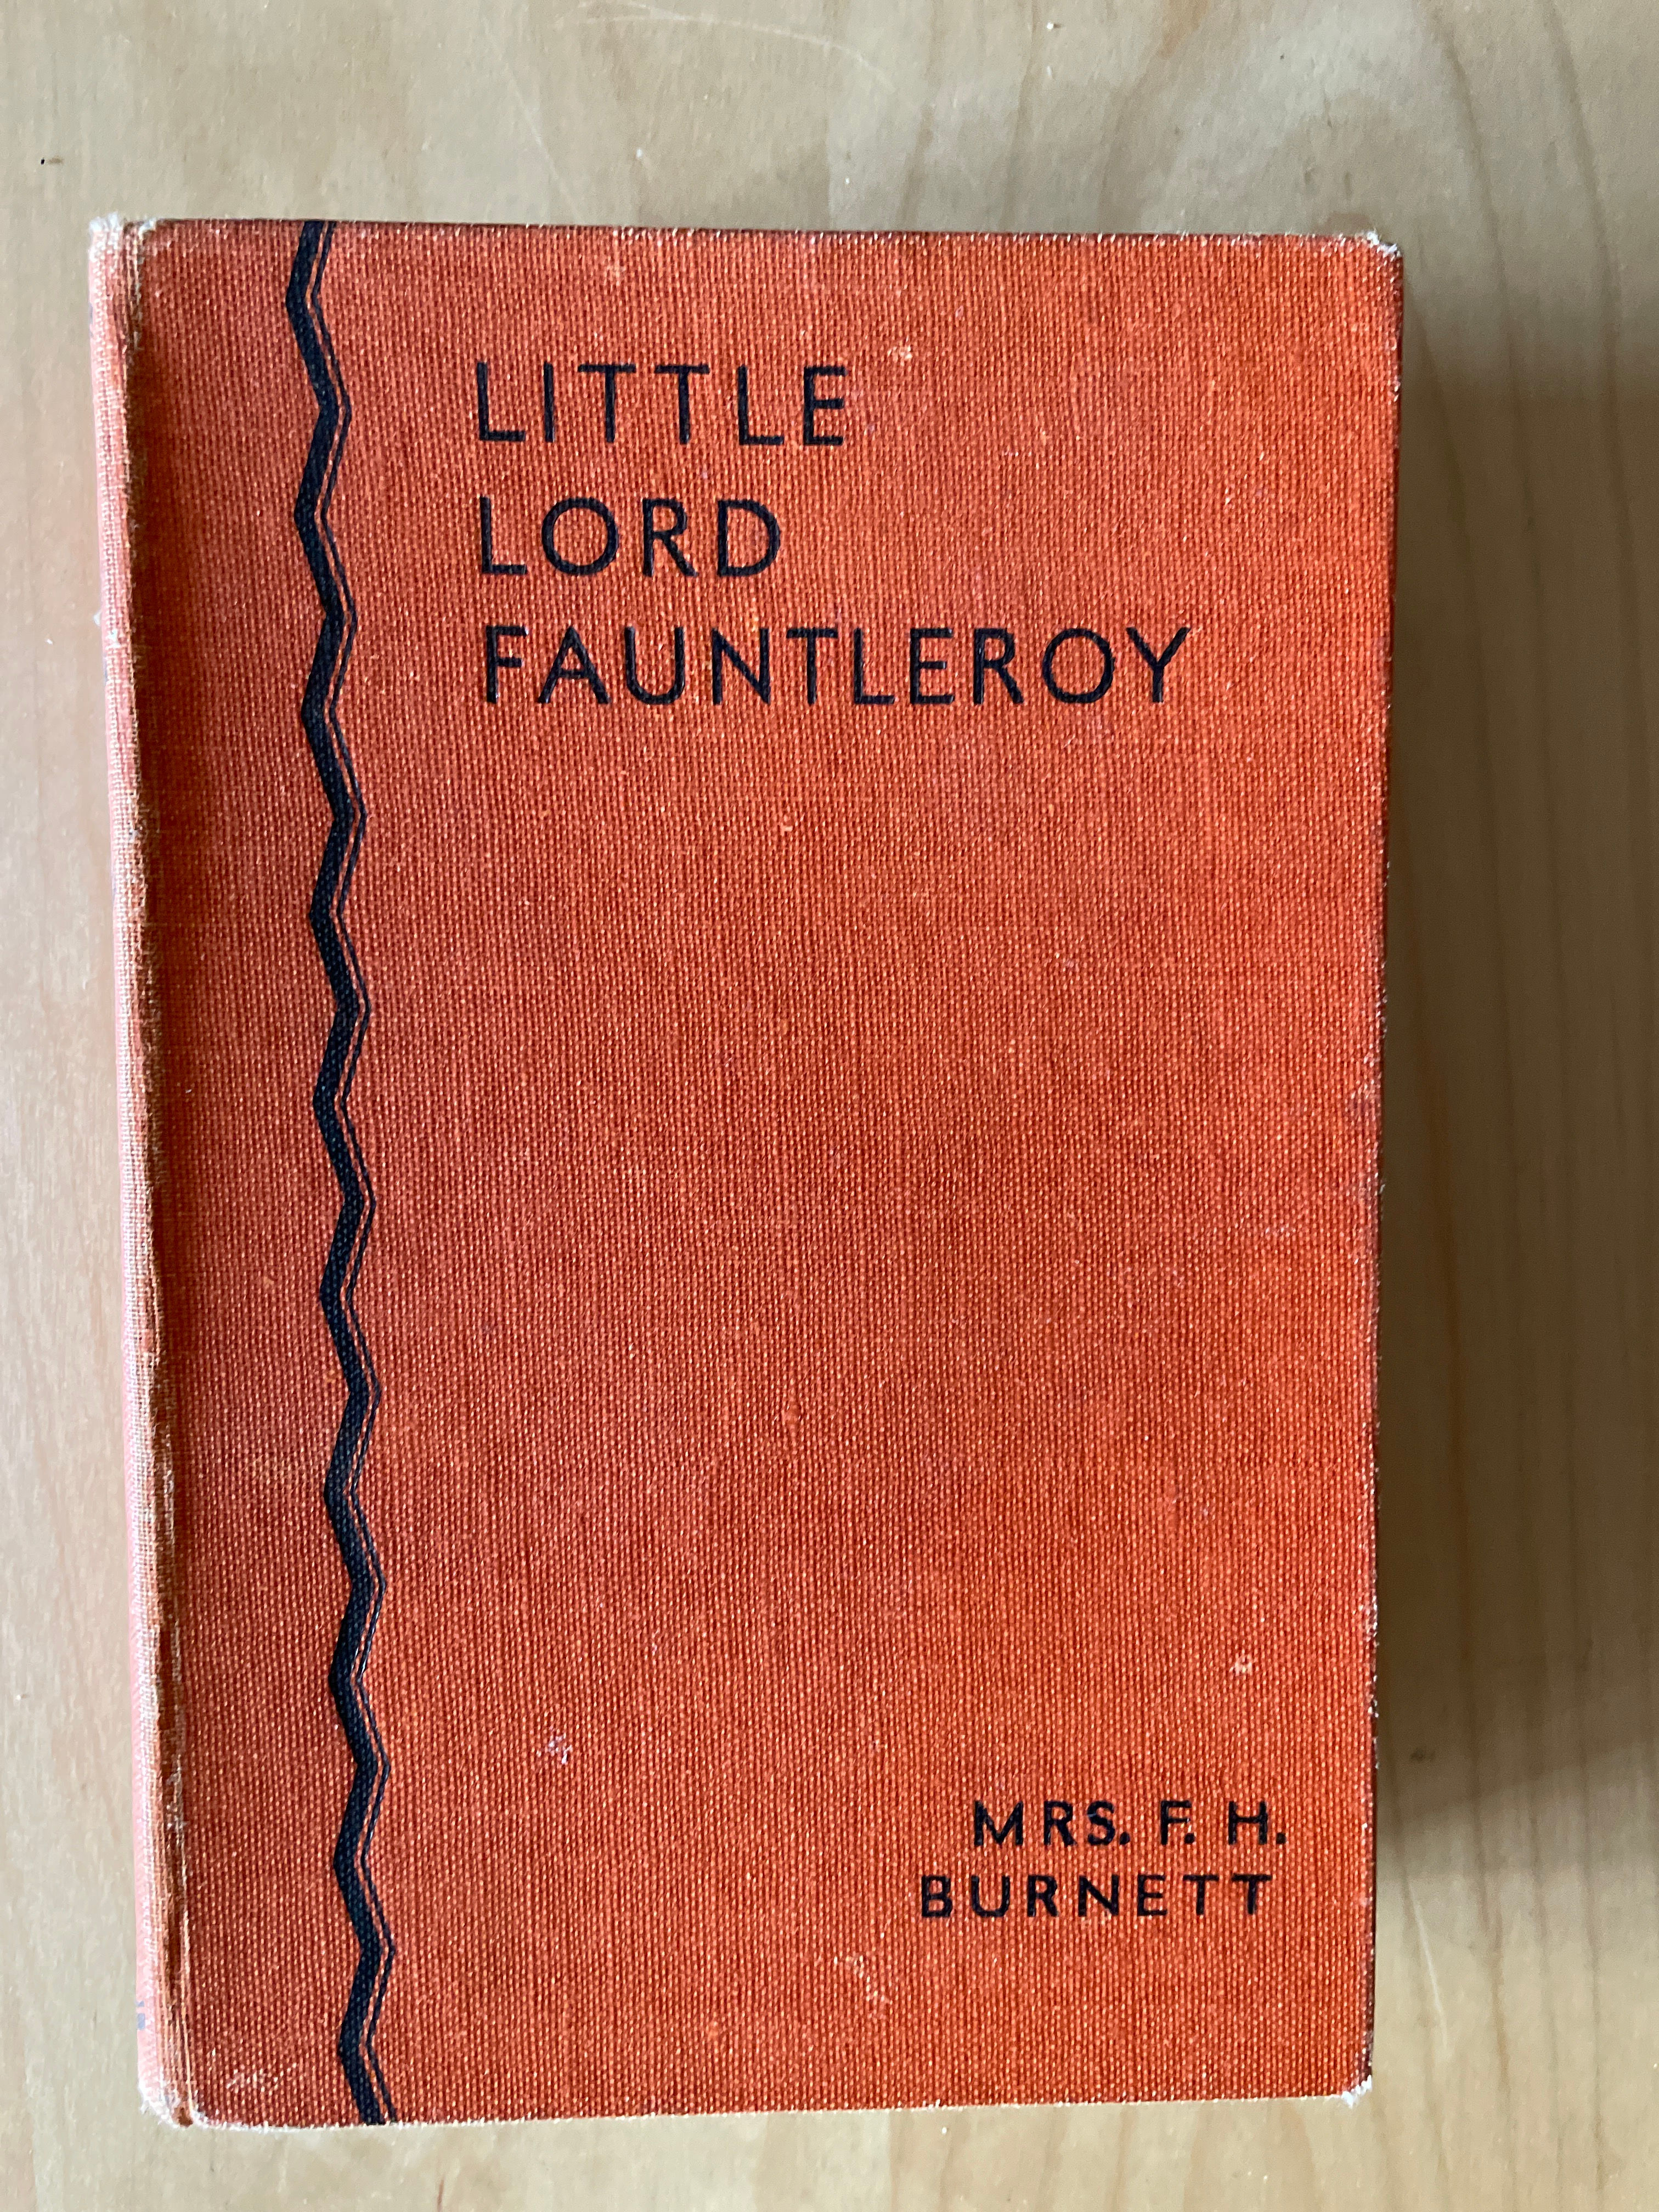 LITTLE
LORD
FAUNTLEROY
MRS. F. H.
BURNETT